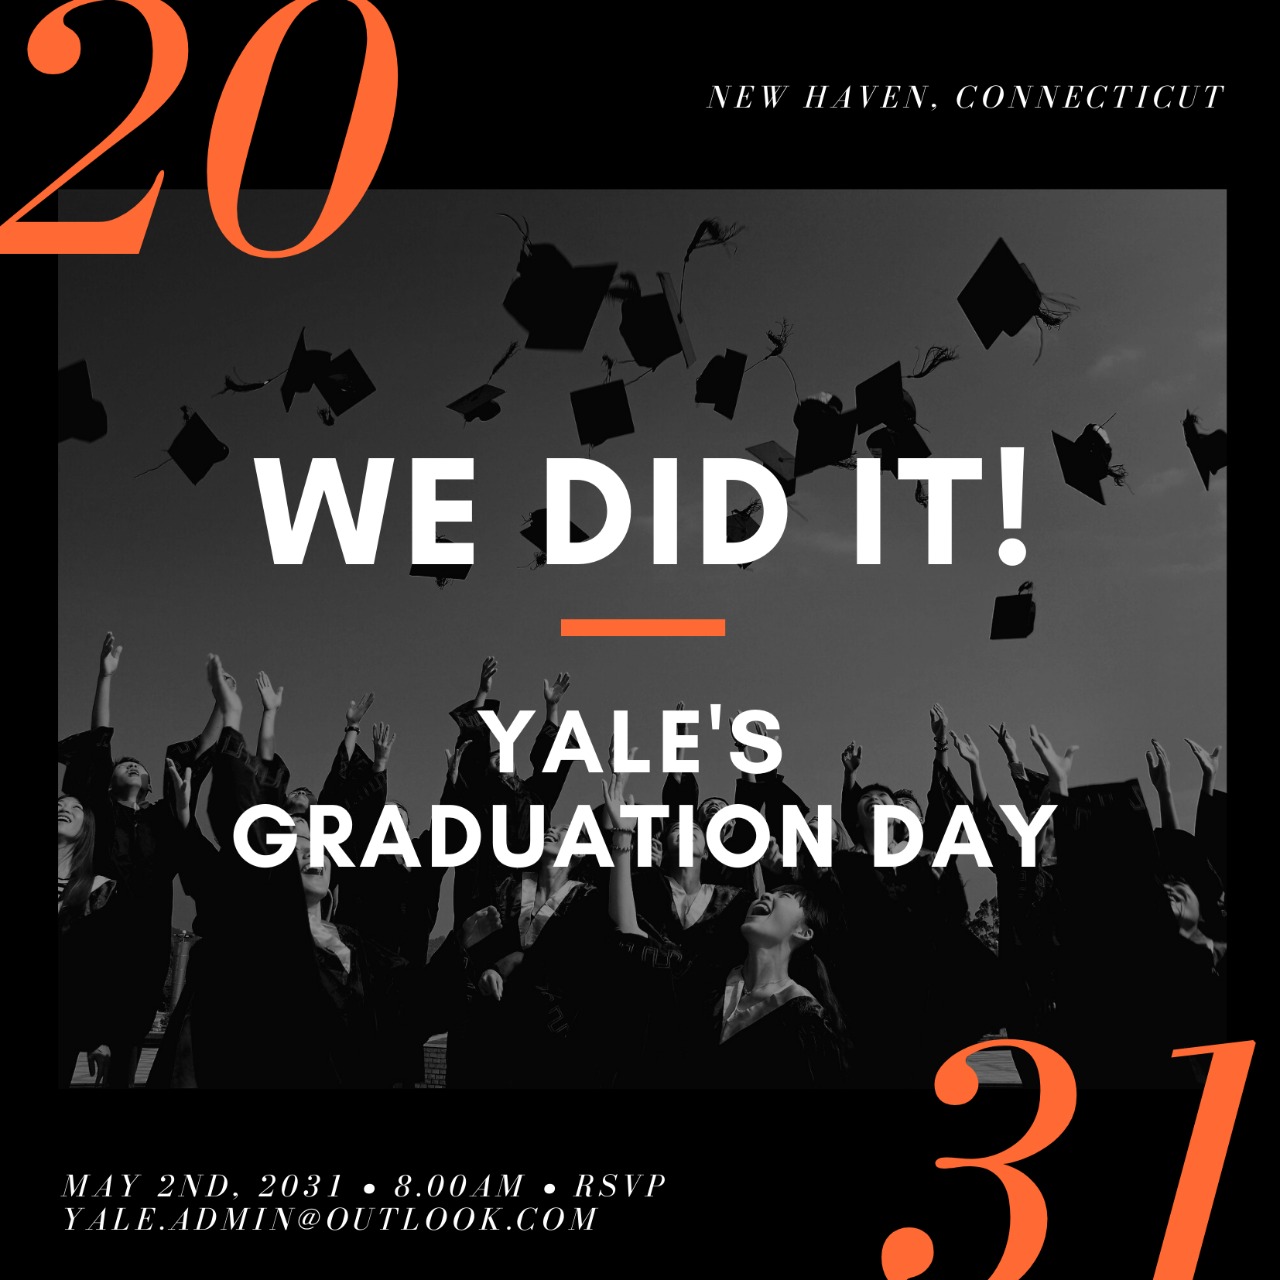 20
NEW HAVEN, CONNECTICUT
WE DID IT!
YALE'S
GRADUATION DAY
31
MAY 2ND, 2031 • 8.00AM • RSVP
YALE.ADMIN@OUTLOOK.COM